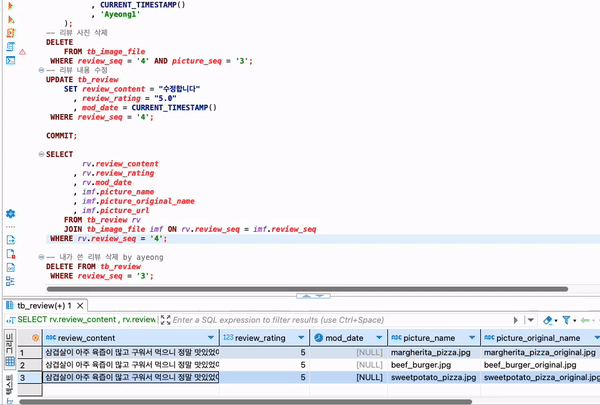 , CURRENT_TIMESTAMP()
, 'Ayeong1'
);
-- 리뷰 사진 삭제
DELETE
FROM tb_image_file
WHERE review_seq = '4' AND picture_seq = '3';
-- 리뷰 내용 수정
UPDATE tb_review
SET review_content = "수정합니다"
, review_rating = "5.0"
, mod_date = CURRENT_TIMESTAMP()
WHERE review_seq = '4';
COMMIT;
SELECT
rv.review_content
, rv.review_rating
, rv.mod_date
, imf.picture_name
, imf.picture_original_name
, imf.picture_url
FROM tb_review rv
JOIN tb_image_file imf ON rv.review_seq = imf.review_seq
WHERE rv.review_seq = '4';
-- 내가 쓴 리뷰 삭제 by ayeong
DELETE FROM tb_review
WHERE review_seq = '3';
tb_review(+) 1
SELECT rv.review_content , rv.review
Enter a SQL expression to filter results (use Ctrl+Space)
그리드
텍스트
review_content 123 review_rating mod_date picture_name picture_original_name
1 삼겹살이 아주 육즙이 많고 구워서 먹으니 정말 맛있었 5 [NULL] margherita_pizza.jpg margherita_pizza_original.jpg
2 삼겹살이 아주 육즙이 많고 구워서 먹으니 정말 맛있었 5 [NULL] beef_burger.jpg beef_burger_original.jpg
3 삼겹살이 아주 육즙이 많고 구워서 먹으니 정말 맛있었 5 [NULL] sweetpotato_pizza.jpg sweetpotato_pizza_original.jpg